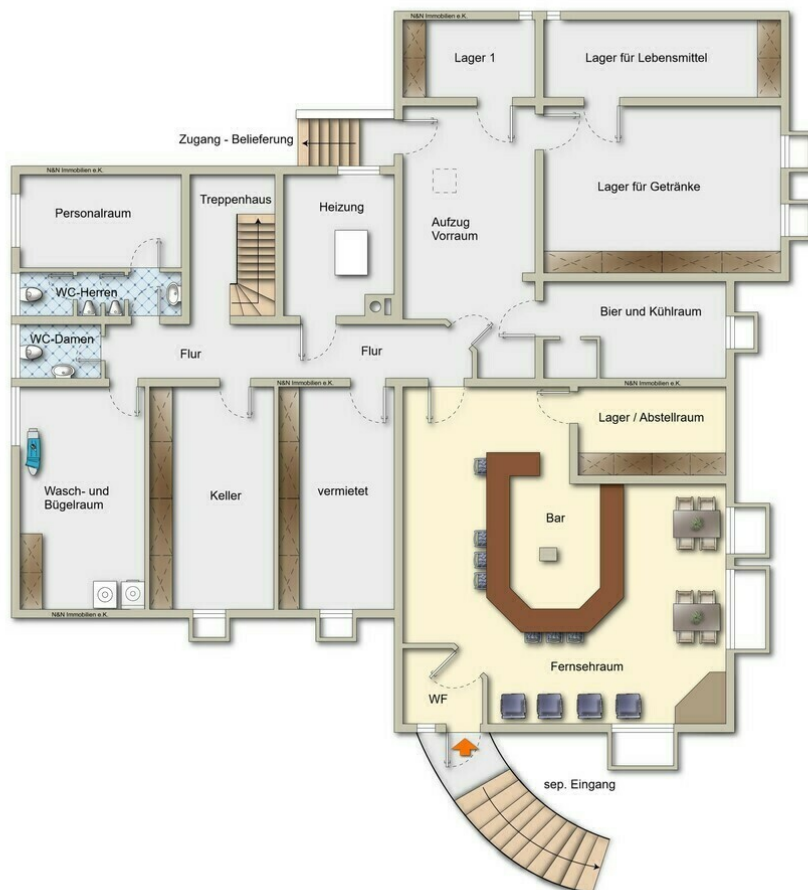 N&N Immobilien e.K.
Lager 1
Lager für Lebensmittel
Zugang - Belieferung
N&N Immobilien e.K.
Treppenhaus
Heizung
Lager für Getränke
Personalraum
Aufzug
Vorraum
WC-Herren
Bier und Kühlraum
WC-Damen
Flur
Flur
N&N Immobilien e.K.
N&N Immobilien e.K.
Lager / Abstellraum
Wasch- und
Bügelraum
Keller
vermietet
Bar
N&N Immobilien e.K.
Fernsehraum
WF
sep. Eingang